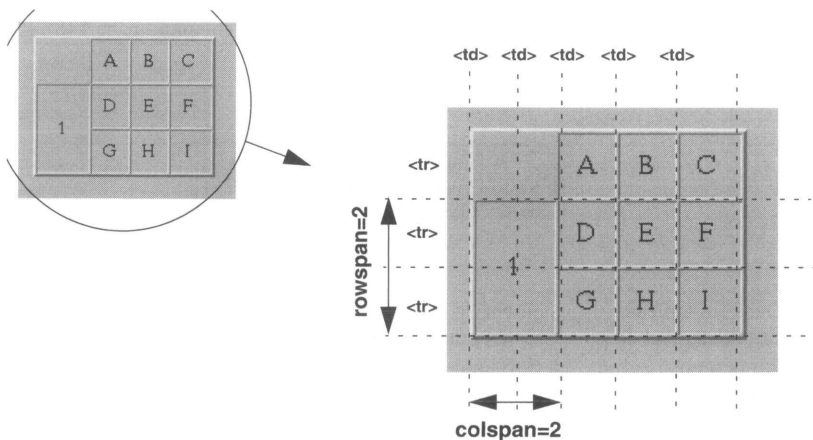 A B C
1
D E F
G H I
<td> <td> <td> <td> <td>
<tr> A B C
rowspan=2
<tr> D E F
1
<tr> G H I
colspan=2